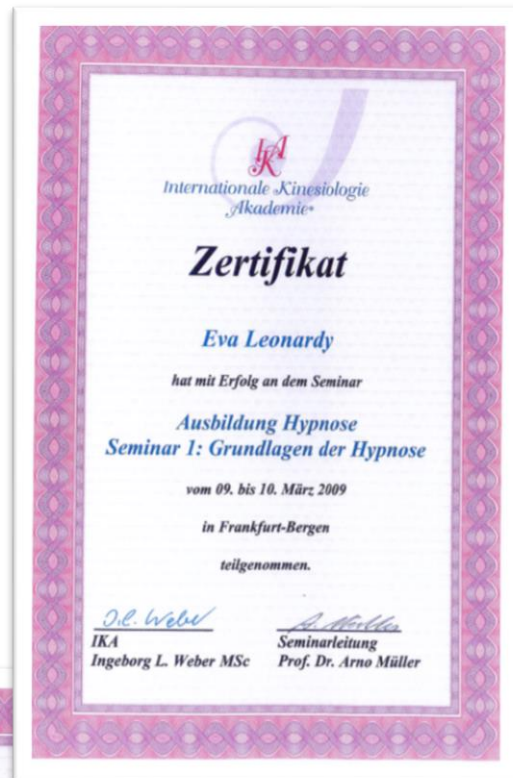 IKA
Internationale Kinesiologie
Akademie
Zertifikat
Eva Leonardy
hat mit Erfolg an dem Seminar
Ausbildung Hypnose
Seminar 1: Grundlagen der Hypnose
vom 09. bis 10. März 2009
in Frankfurt-Bergen
teilgenommen.
I.L. Weber
IKA
Ingeborg L. Weber MSc
A. Müller
Seminarleitung
Prof. Dr. Arno Müller